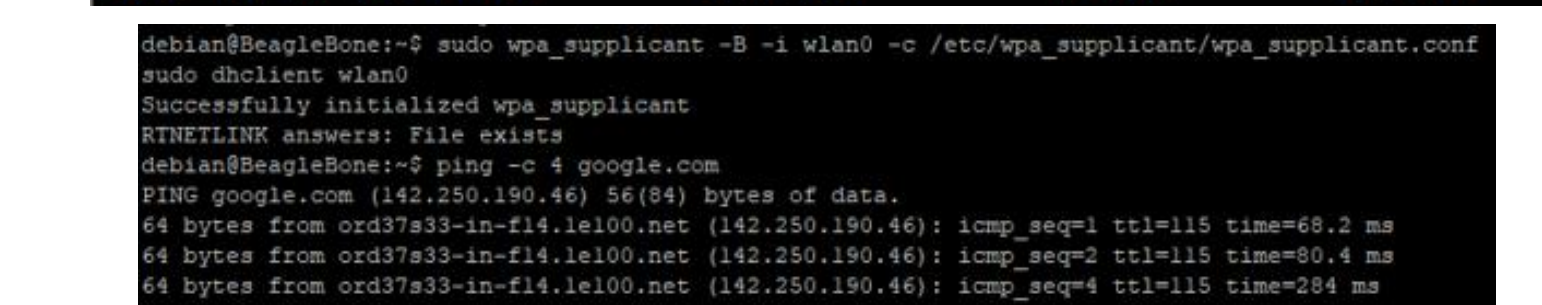 debian@BeagleBone:~$ sudo wpa_supplicant -B -i wlan0 -c /etc/wpa_supplicant/wpa_supplicant.conf
sudo dhclient wlan0
Successfully initialized wpa_supplicant
RTNETLINK answers: File exists
debian@BeagleBone:~$ ping -c 4 google.com
PING google.com (142.250.190.46) 56(84) bytes of data.
64 bytes from ord37s33-in-f14.1e100.net (142.250.190.46): icmp_seq=1 ttl=115 time=68.2 ms
64 bytes from ord37s33-in-f14.1e100.net (142.250.190.46): icmp_seq=2 ttl=115 time=80.4 ms
64 bytes from ord37s33-in-f14.1e100.net (142.250.190.46): icmp_seq=4 ttl=115 time=284 ms